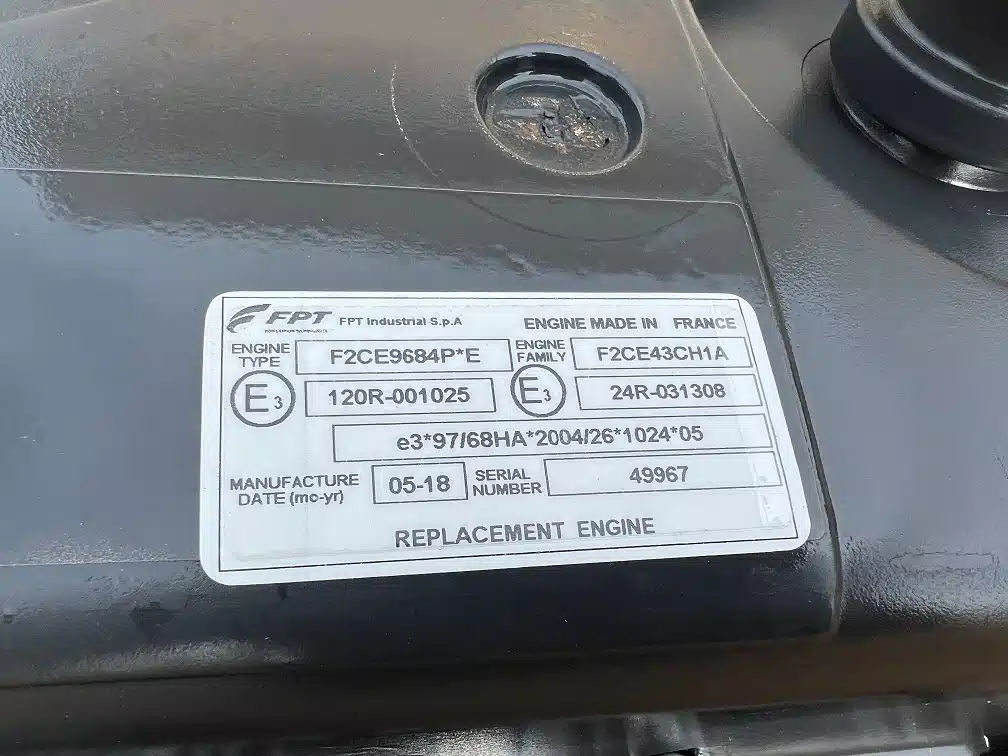 FPT FPT Industrial S.p.A ENGINE MADE IN FRANCE
ENGINE TYPE F2CE9684P*E ENGINE FAMILY F2CE43CH1A
E3 120R-001025 E3 24R-031308
e3*97/68HA*2004/26*1024*05
MANUFACTURE DATE (mo-yr) 05-18 SERIAL NUMBER 49967
REPLACEMENT ENGINE